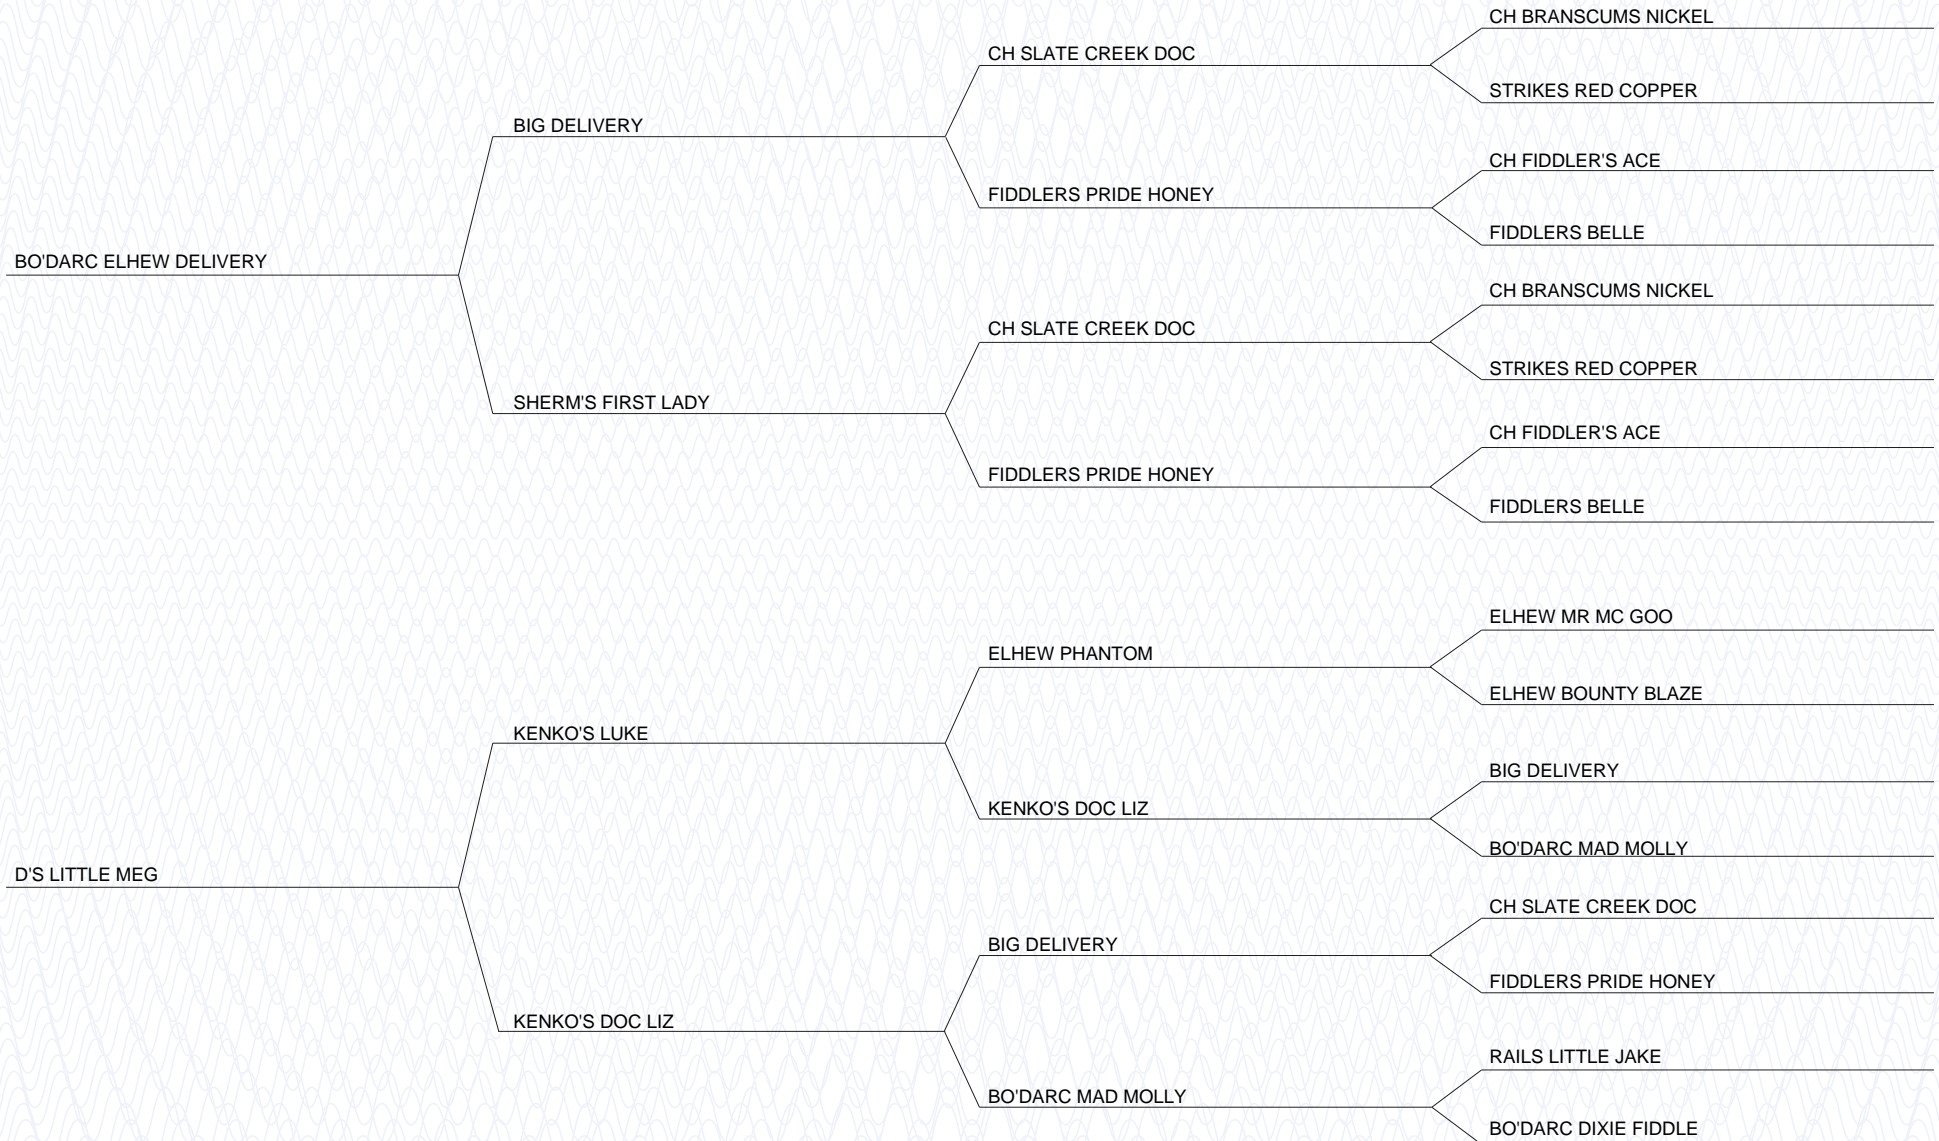 CH BRANSCUMS NICKEL
CH SLATE CREEK DOC
STRIKES RED COPPER
BIG DELIVERY
CH FIDDLER'S ACE
FIDDLERS PRIDE HONEY
FIDDLERS BELLE
BO'DARC ELHEW DELIVERY
CH BRANSCUMS NICKEL
CH SLATE CREEK DOC
STRIKES RED COPPER
SHERM'S FIRST LADY
CH FIDDLER'S ACE
FIDDLERS PRIDE HONEY
FIDDLERS BELLE
ELHEW MR MC GOO
ELHEW PHANTOM
ELHEW BOUNTY BLAZE
KENKO'S LUKE
BIG DELIVERY
KENKO'S DOC LIZ
BO'DARC MAD MOLLY
D'S LITTLE MEG
CH SLATE CREEK DOC
BIG DELIVERY
FIDDLERS PRIDE HONEY
KENKO'S DOC LIZ
RAILS LITTLE JAKE
BO'DARC MAD MOLLY
BO'DARC DIXIE FIDDLE